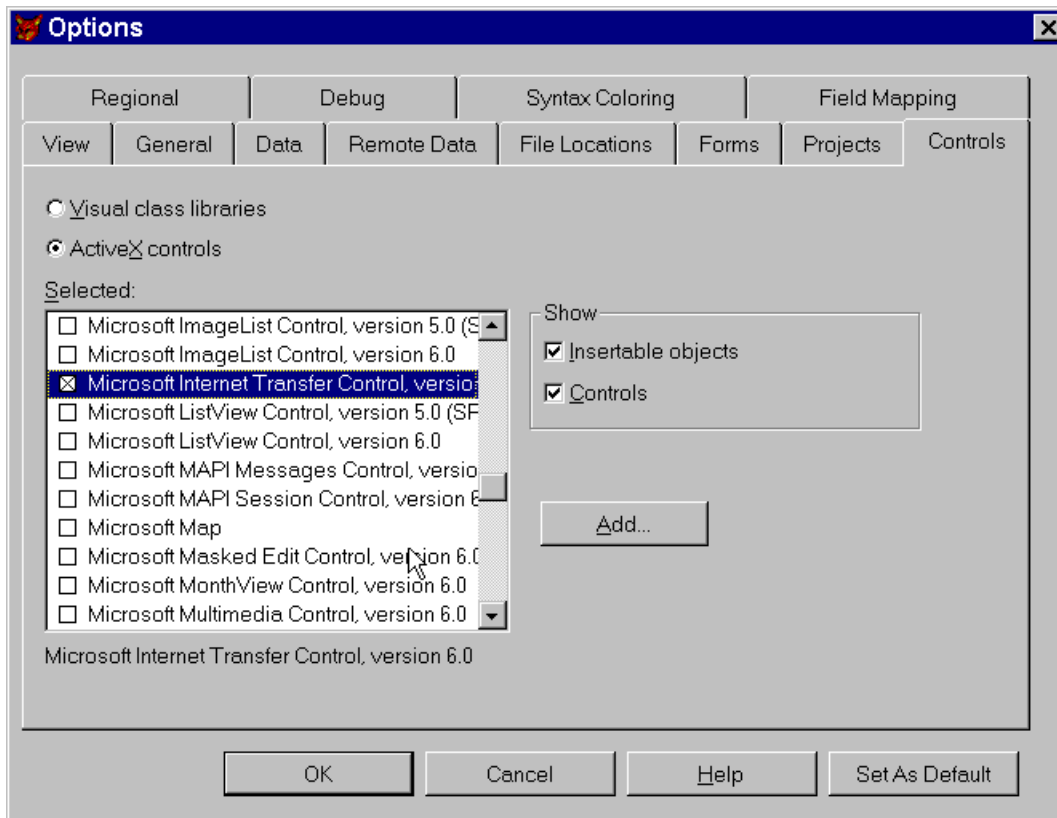 Options
Regional Debug Syntax Coloring Field Mapping
View General Data Remote Data File Locations Forms Projects Controls
Visual class libraries
ActiveX controls
Selected:
Microsoft ImageList Control, version 5.0 (S
Microsoft ImageList Control, version 6.0
Microsoft Internet Transfer Control, versio
Microsoft ListView Control, version 5.0 (SF
Microsoft ListView Control, version 6.0
Microsoft MAPI Messages Control, versio
Microsoft MAPI Session Control, version 6
Microsoft Map
Microsoft Masked Edit Control, version 6.0
Microsoft MonthView Control, version 6.0
Microsoft Multimedia Control, version 6.0
Show
Insertable objects
Controls
Add...
Microsoft Internet Transfer Control, version 6.0
OK Cancel Help Set As Default